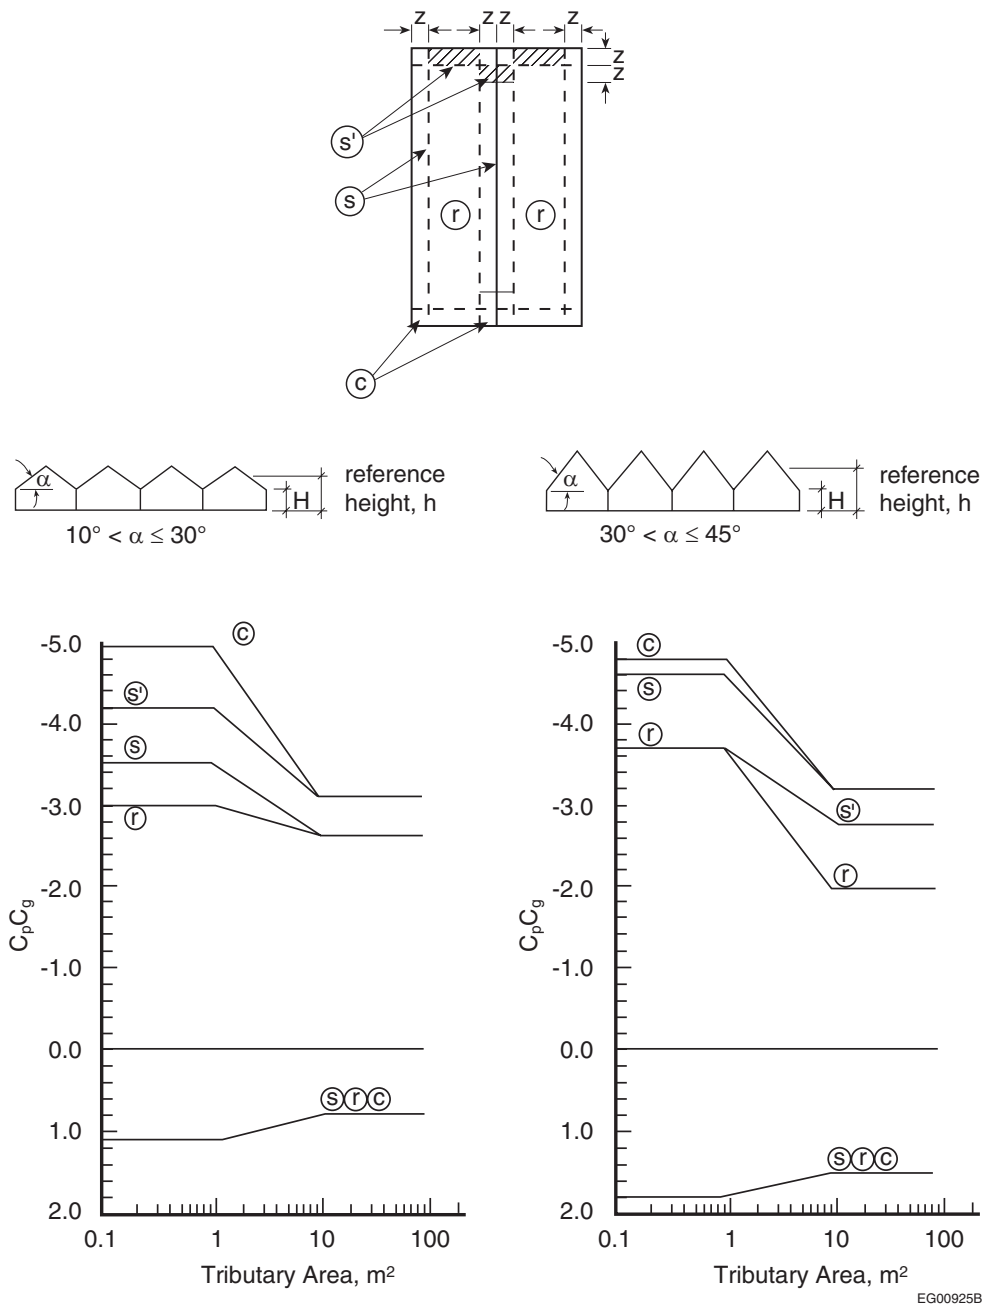 z z z z
z
z
s'
s
r r
c
α H reference
height, h
10° < α ≤ 30°
α H reference
height, h
30° < α ≤ 45°
-5.0
-4.0
-3.0
-2.0
-1.0
0.0
1.0
2.0
CpCg
c
s'
s
r
s r c
0.1 1 10 100
Tributary Area, m²
-5.0
-4.0
-3.0
-2.0
-1.0
0.0
1.0
2.0
CpCg
c
s
r
s'
r
s r c
0.1 1 10 100
Tributary Area, m²
EG00925B